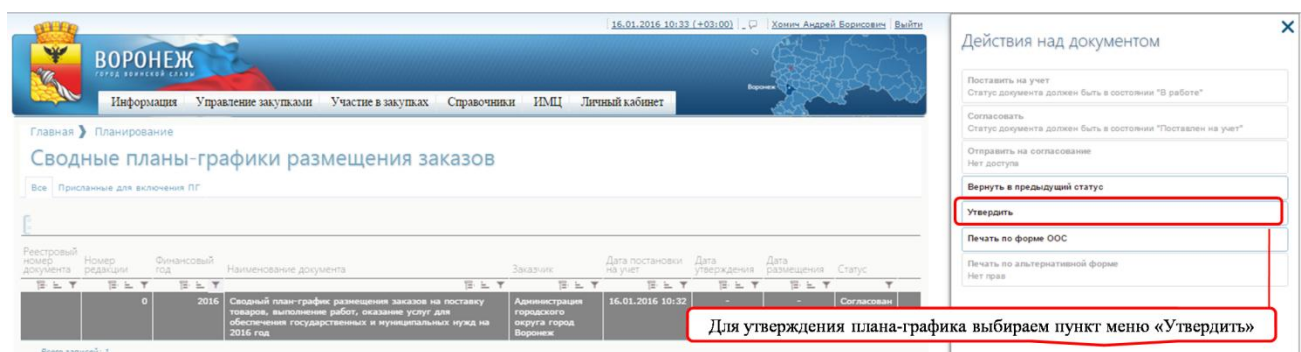 16.01.2016 10:33 (+03:00) Хомич Андрей Борисович Выйти
ВОРОНЕЖ
ГОРОД ВОИНСКОЙ СЛАВЫ
Воронеж
Информация Управление закупками Участие в закупках Справочники ИМЦ Личный кабинет
Главная Планирование
Сводные планы-графики размещения заказов
Все Присланные для включения ПГ
Реестровый номер документа
Номер редакции
Финансовый год
Наименование документа
Заказчик
Дата постановки на учет
Дата утверждения
Дата размещения
Статус
0
2016
Сводный план-график размещения заказов на поставку
товаров, выполнение работ, оказание услуг для
обеспечения государственных и муниципальных нужд на
2016 год
Администрация
городского
округа город
Воронеж
16.01.2016 10:32
-
-
Согласован
Всего записей: 1
Действия над документом
Поставить на учет
Статус документа должен быть в состоянии "В работе"
Согласовать
Статус документа должен быть в состоянии "Поставлен на учет"
Отправить на согласование
Нет доступа
Вернуть в предыдущий статус
Утвердить
Печать по форме ООС
Печать по альтернативной форме
Нет прав
Для утверждения плана-графика выбираем пункт меню «Утвердить»